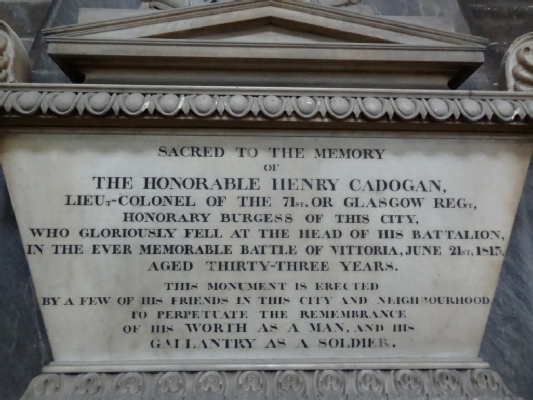 SACRED TO THE MEMORY
OF
THE HONORABLE HENRY CADOGAN,
LIEUT-COLONEL OF THE 71ST, OR GLASGOW REGT,
HONORARY BURGESS OF THIS CITY,
WHO GLORIOUSLY FELL AT THE HEAD OF HIS BATTALION,
IN THE EVER MEMORABLE BATTLE OF VITTORIA, JUNE 21ST, 1813.
AGED THIRTY-THREE YEARS.
THIS MONUMENT IS ERECTED
BY A FEW OF HIS FRIENDS IN THIS CITY AND NEIGHBOURHOOD
TO PERPETUATE THE REMEMBRANCE
OF HIS WORTH AS A MAN, AND HIS
GALLANTRY AS A SOLDIER.